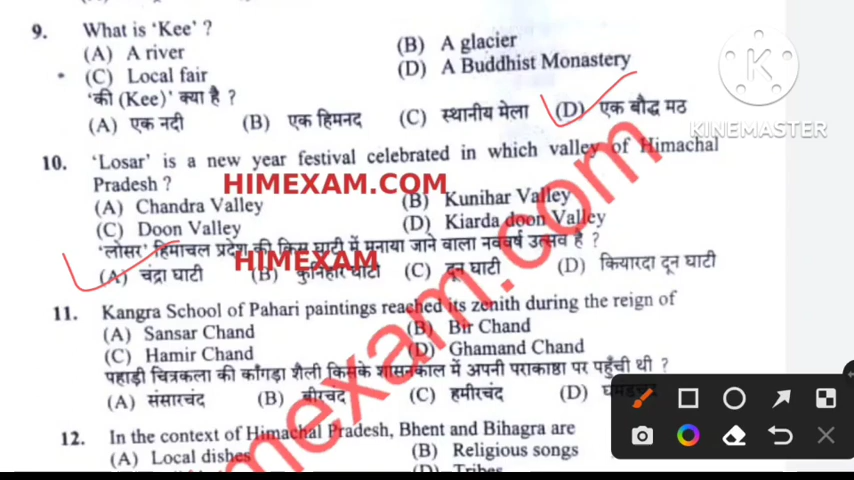 9. What is 'Kee' ?
(A) A river (B) A glacier
(C) Local fair (D) A Buddhist Monastery
'की (Kee)' क्या है ?
(A) एक नदी (B) एक हिमनद (C) स्थानीय मेला (D) एक बौद्ध मठ
KINEMASTER
10. 'Losar' is a new year festival celebrated in which valley of Himachal
Pradesh ?
HIMEXAM.COM
(A) Chandra Valley (B) Kunihar Valley
(C) Doon Valley (D) Kiarda doon Valley
'लोसर' हिमाचल प्रदेश की किस घाटी में मनाया जाने वाला नववर्ष उत्सव है ?
HIMEXAM
(A) चंद्रा घाटी (B) कुनिहार घाटी (C) दून घाटी (D) कियारदा दून घाटी
11. Kangra School of Pahari paintings reached its zenith during the reign of
(A) Sansar Chand (B) Bir Chand
(C) Hamir Chand (D) Ghamand Chand
पहाड़ी चित्रकला की काँगड़ा शैली किसके शासनकाल में अपनी पराकाष्ठा पर पहुँची थी ?
(A) संसारचंद (B) बीरचंद (C) हमीरचंद (D)
12. In the context of Himachal Pradesh, Bhent and Bihagra are
(A) Local dishes (B) Religious songs
(D) Tribes
mexam.com